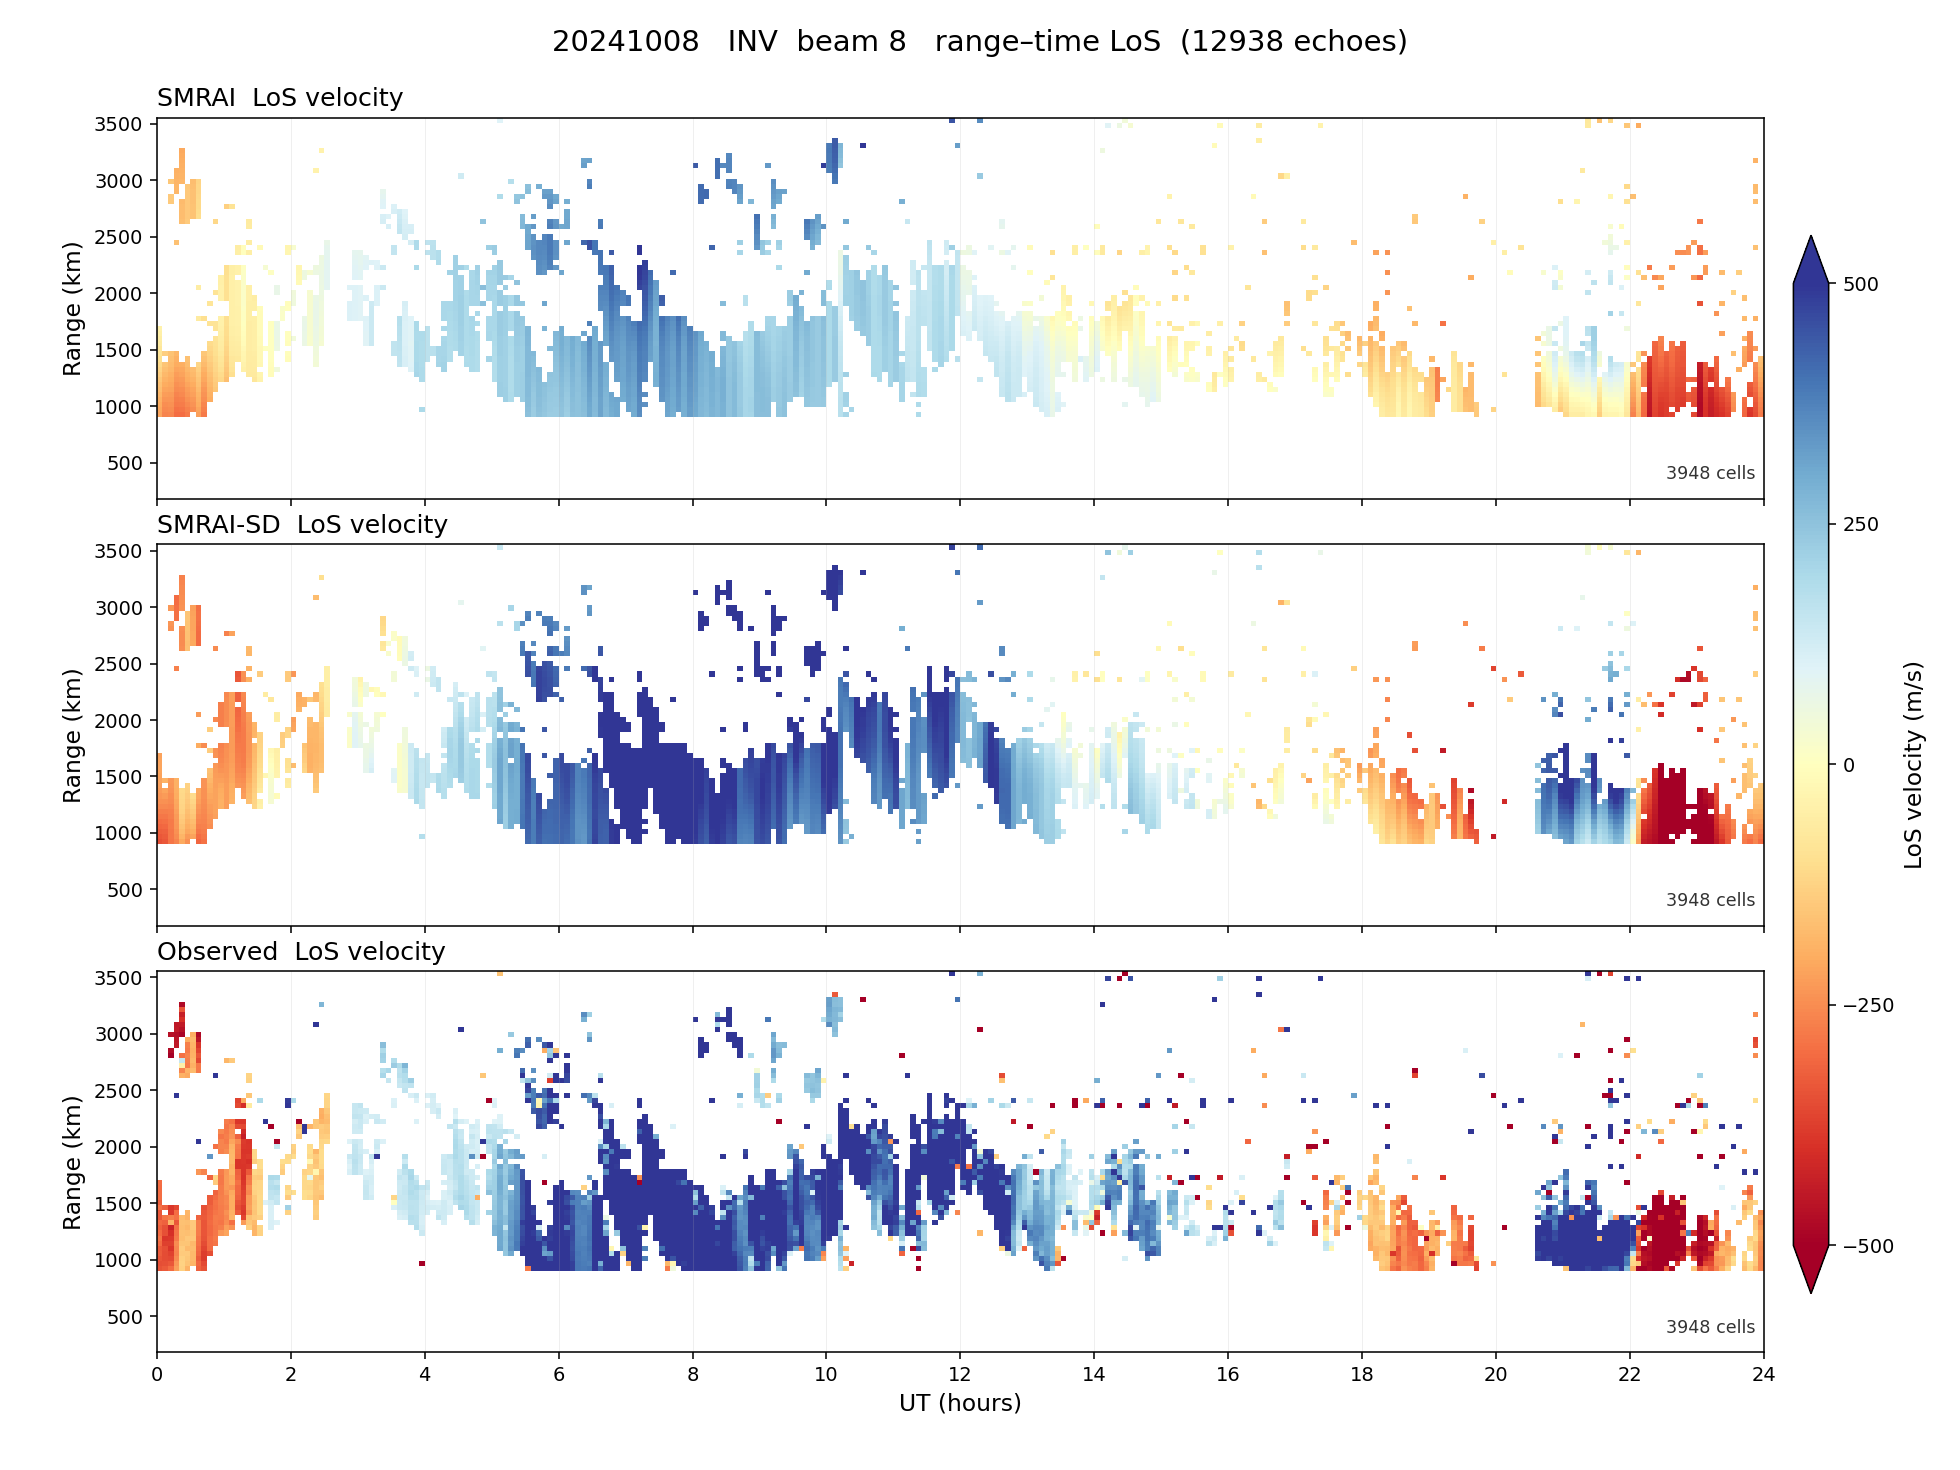 20241008   INV  beam 8   range–time LoS  (12938 echoes)
SMRAI  LoS velocity
3500
3000
2500
2000
1500
1000
500
Range (km)
3948 cells
SMRAI-SD  LoS velocity
3500
3000
2500
2000
1500
1000
500
Range (km)
3948 cells
Observed  LoS velocity
3500
3000
2500
2000
1500
1000
500
Range (km)
3948 cells
0 2 4 6 8 10 12 14 16 18 20 22 24
UT (hours)
500
250
0
−250
−500
LoS velocity (m/s)